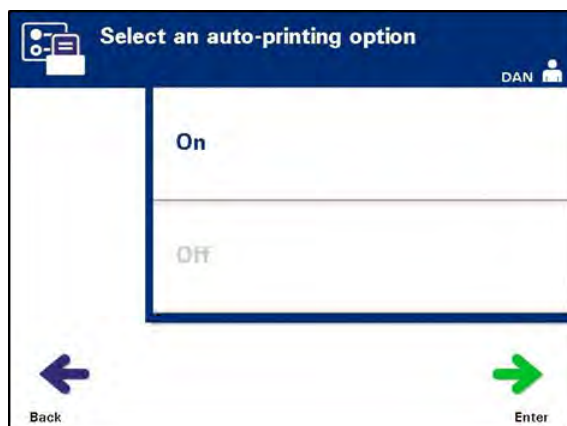 Select an auto-printing option
DAN
On
Off
Back
Enter